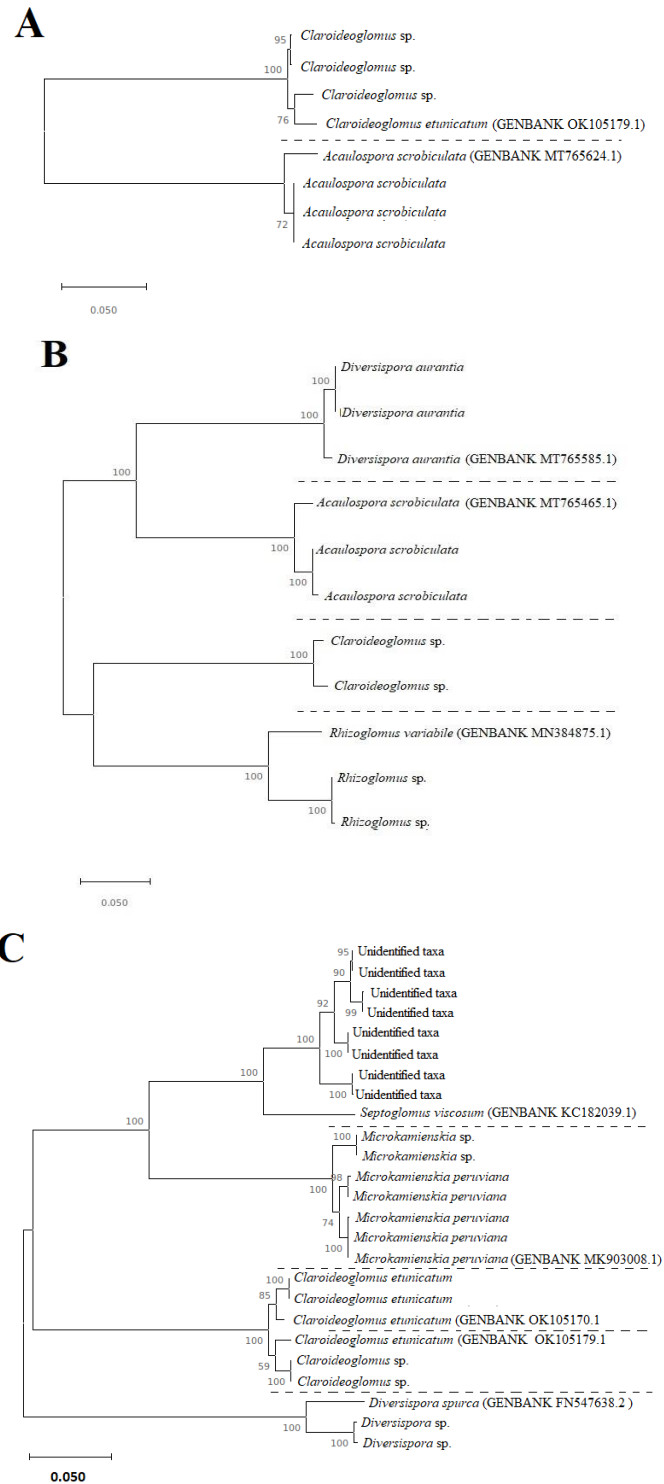 A
95
Claroideoglomus sp.
Claroideoglomus sp.
100
Claroideoglomus sp.
76
Claroideoglomus etunicatum (GENBANK OK105179.1)
Acaulospora scrobiculata (GENBANK MT765624.1)
Acaulospora scrobiculata
Acaulospora scrobiculata
72
Acaulospora scrobiculata
0.050
B
Diversispora aurantia
100
100
Diversispora aurantia
Diversispora aurantia (GENBANK MT765585.1)
100
Acaulospora scrobiculata (GENBANK MT765465.1)
100
Acaulospora scrobiculata
100
Acaulospora scrobiculata
Claroideoglomus sp.
100
Claroideoglomus sp.
Rhizoglomus variabile (GENBANK MN384875.1)
100
Rhizoglomus sp.
100
Rhizoglomus sp.
0.050
C
95
Unidentified taxa
90
Unidentified taxa
Unidentified taxa
92
99
Unidentified taxa
Unidentified taxa
100
100
Unidentified taxa
Unidentified taxa
100
100
Unidentified taxa
Septoglomus viscosum (GENBANK KC182039.1)
100
100
Microkamienskia sp.
Microkamienskia sp.
98
Microkamienskia peruviana
100
Microkamienskia peruviana
74
Microkamienskia peruviana
Microkamienskia peruviana
100
Microkamienskia peruviana (GENBANK MK903008.1)
100
Claroideoglomus etunicatum
85
Claroideoglomus etunicatum
Claroideoglomus etunicatum (GENBANK OK105170.1
100
Claroideoglomus etunicatum (GENBANK OK105179.1
59
Claroideoglomus sp.
100
Claroideoglomus sp.
Diversispora spurca (GENBANK FN547638.2 )
100
Diversispora sp.
100
Diversispora sp.
0.050